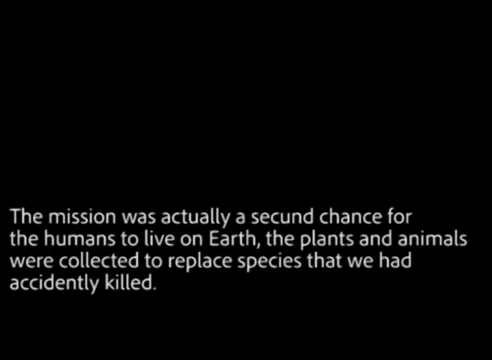 The mission was actually a secund chance for
the humans to live on Earth, the plants and animals
were collected to replace species that we had
accidently killed.